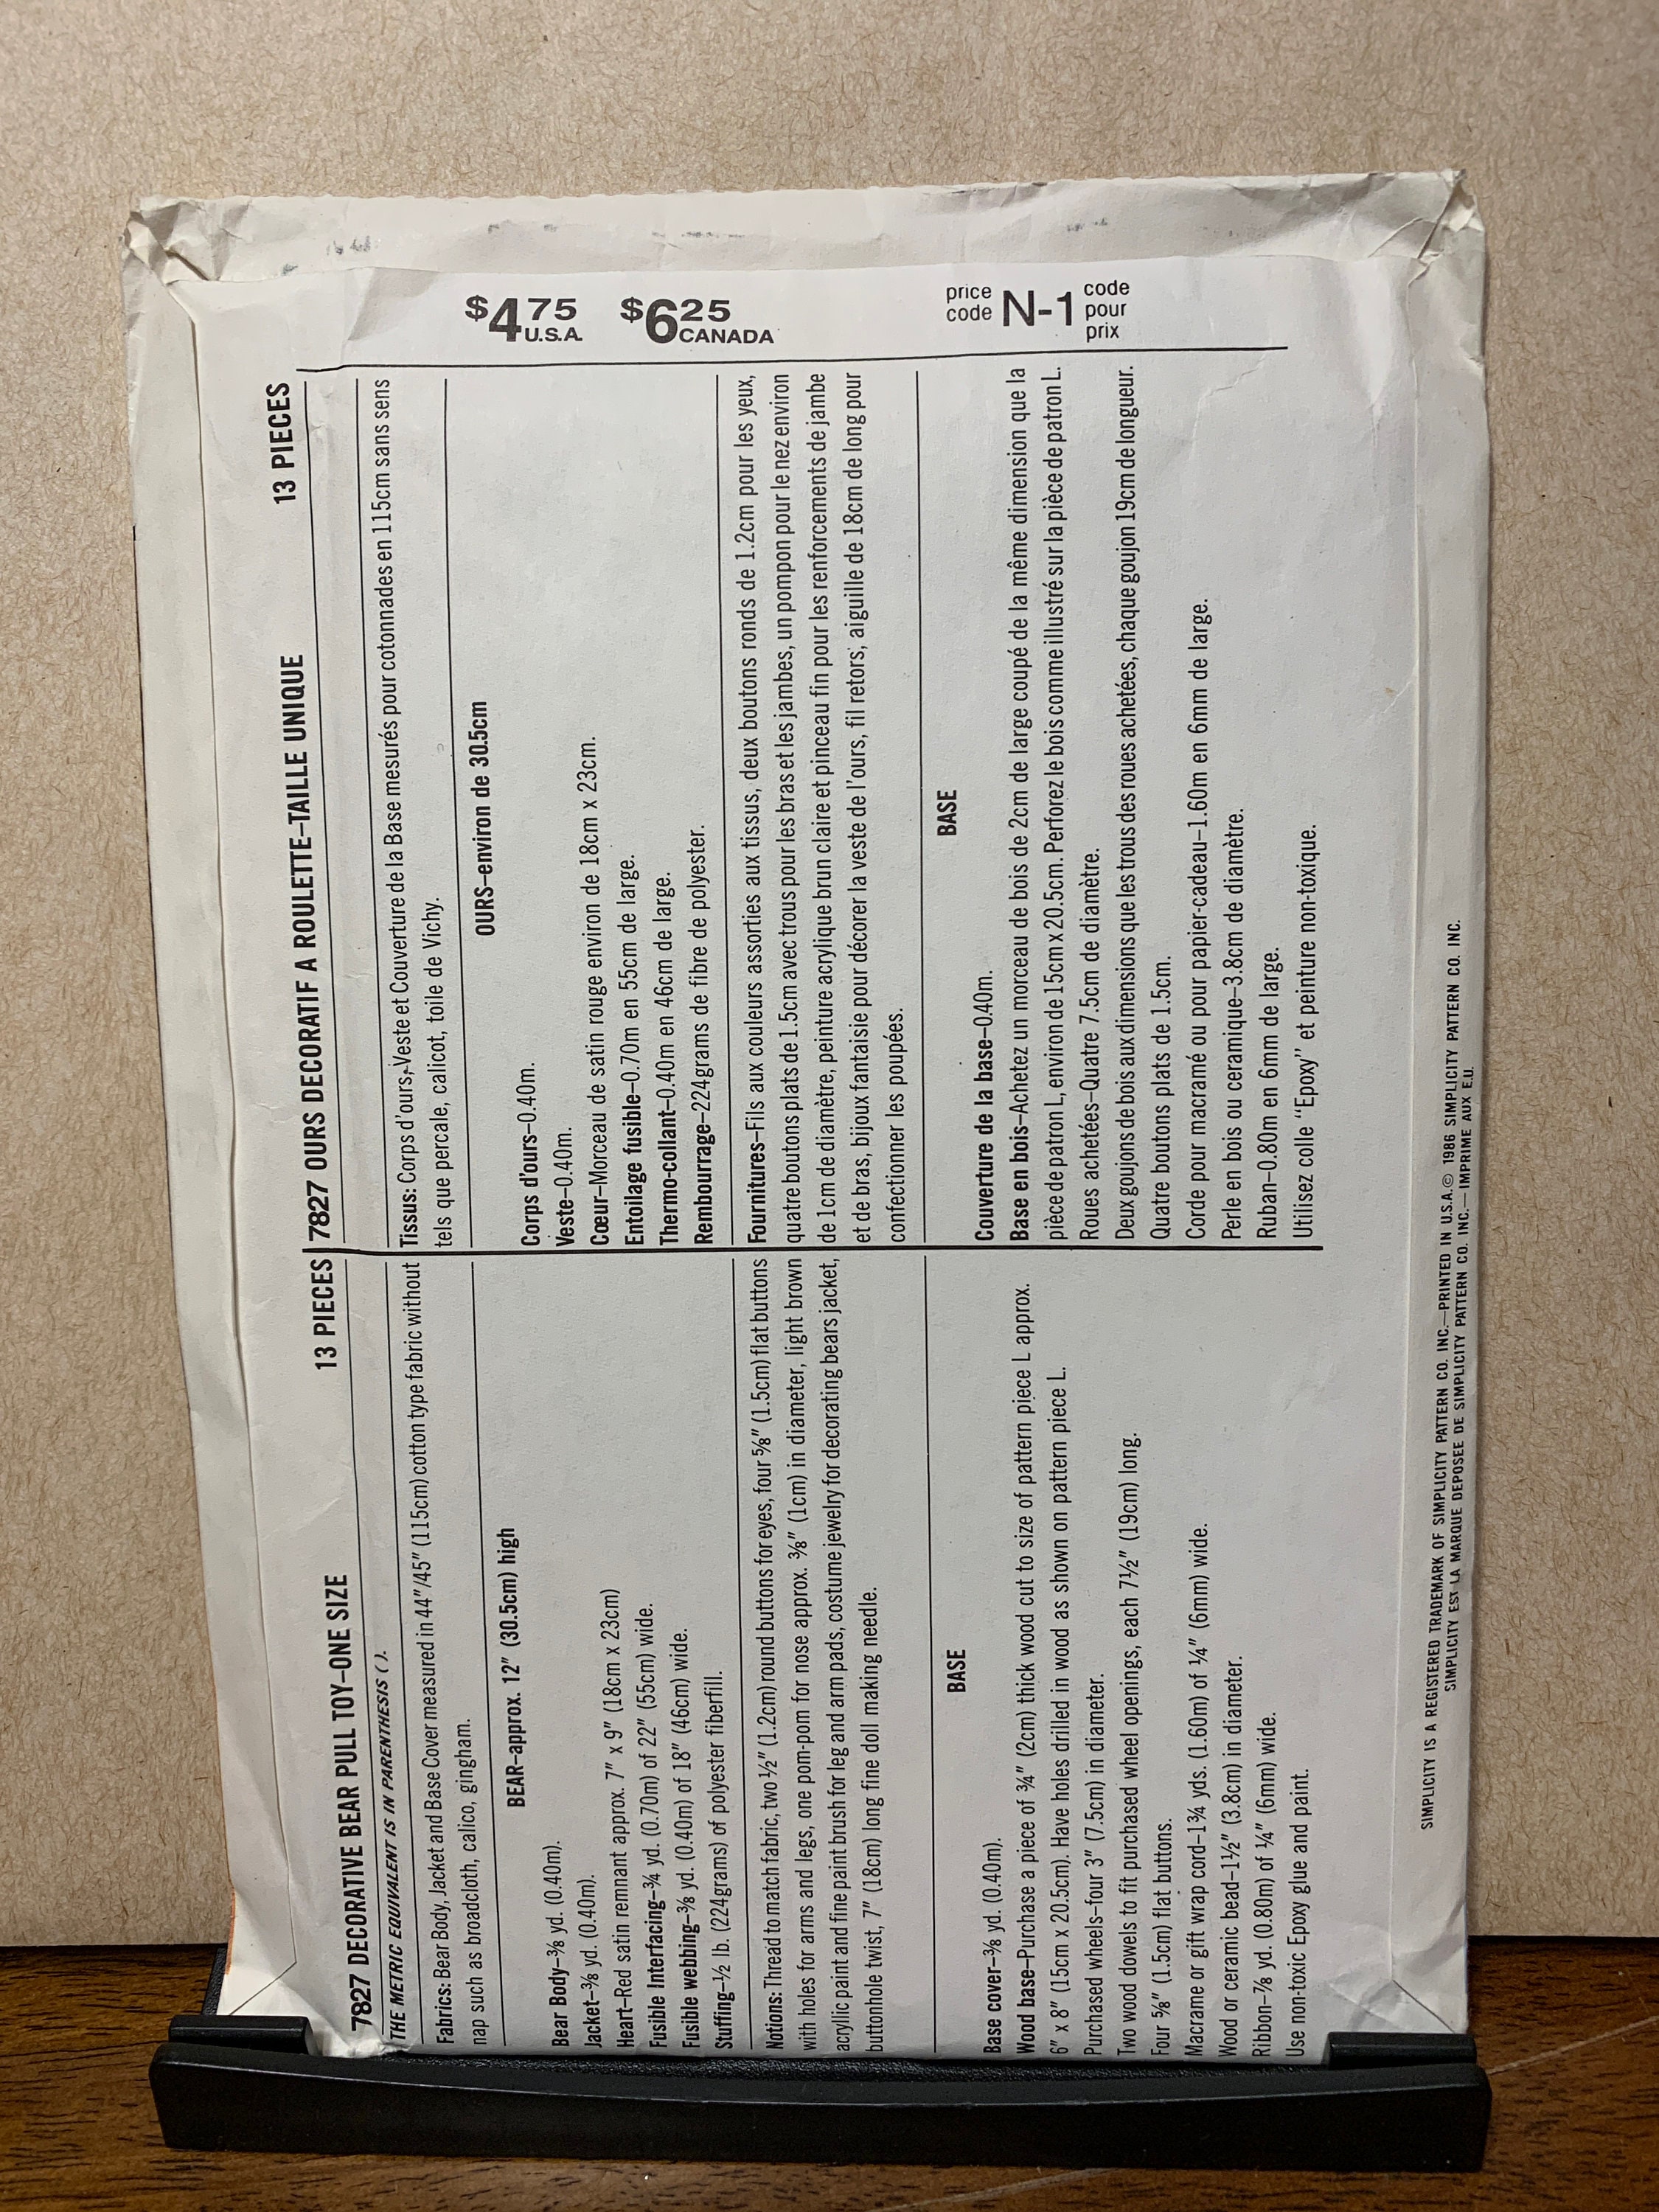 7827 DECORATIVE BEAR PULL TOY–ONE SIZE 13 PIECES
THE METRIC EQUIVALENT IS IN PARENTHESIS ( ).
Fabrics: Bear Body, Jacket and Base Cover measured in 44"/45" (115cm) cotton type fabric without
nap such as broadcloth, calico, gingham.
BEAR–approx. 12" (30.5cm) high
Bear Body–⅜ yd. (0.40m).
Jacket–⅜ yd. (0.40m).
Heart–Red satin remnant approx. 7" x 9" (18cm x 23cm)
Fusible Interfacing–¾ yd. (0.70m) of 22" (55cm) wide.
Fusible webbing–⅜ yd. (0.40m) of 18" (46cm) wide.
Stuffing–½ lb. (224grams) of polyester fiberfill.
Notions: Thread to match fabric, two ½" (1.2cm) round buttons for eyes, four ⅝" (1.5cm) flat buttons
with holes for arms and legs, one pom-pom for nose approx. ⅜" (1cm) in diameter, light brown
acryllic paint and fine paint brush for leg and arm pads, costume jewelry for decorating bears jacket,
buttonhole twist, 7" (18cm) long fine doll making needle.
BASE
Base cover–⅜ yd. (0.40m).
Wood base–Purchase a piece of ¾" (2cm) thick wood cut to size of pattern piece L approx.
6" x 8" (15cm x 20.5cm). Have holes drilled in wood as shown on pattern piece L.
Purchased wheels–four 3" (7.5cm) in diameter.
Two wood dowels to fit purchased wheel openings, each 7½" (19cm) long.
Four ⅝" (1.5cm) flat buttons.
Macrame or gift wrap cord–1¾ yds. (1.60m) of ¼" (6mm) wide.
Wood or ceramic bead–1½" (3.8cm) in diameter.
Ribbon–⅞ yd. (0.80m) of ¼" (6mm) wide.
Use non-toxic Epoxy glue and paint.
7827 OURS DECORATIF A ROULETTE–TAILLE UNIQUE 13 PIECES
Tissus: Corps d'ours, Veste et Couverture de la Base mesurés pour cotonnades en 115cm sans sens
tels que percale, calicot, toile de Vichy.
OURS–environ de 30.5cm
Corps d'ours–0.40m.
Veste–0.40m.
Cœur–Morceau de satin rouge environ de 18cm x 23cm.
Entoilage fusible–0.70m en 55cm de large.
Thermo-collant–0.40m en 46cm de large.
Rembourrage–224grams de fibre de polyester.
Fournitures–Fils aux couleurs assorties aux tissus, deux boutons ronds de 1.2cm pour les yeux,
quatre boutons plats de 1.5cm avec trous pour les bras et les jambes, un pompon pour le nez environ
de 1cm de diamètre, peinture acrylique brun claire et pinceau fin pour les renforcements de jambe
et de bras, bijoux fantaisie pour décorer la veste de l'ours, fil retors, aiguille de 18cm de long pour
confectionner les poupées.
BASE
Couverture de la base–0.40m.
Base en bois–Achetez un morceau de bois de 2cm de large coupé de la même dimension que la
pièce de patron L, environ de 15cm x 20.5cm. Perforez le bois comme illustré sur la pièce de patron L.
Roues achetées–Quatre 7.5cm de diamètre.
Deux goujons de bois aux dimensions que les trous des roues achetées, chaque goujon 19cm de longueur.
Quatre boutons plats de 1.5cm.
Corde pour macramé ou pour papier-cadeau–1.60m en 6mm de large.
Perle en bois ou ceramique–3.8cm de diamètre.
Ruban–0.80m en 6mm de large.
Utilisez colle "Epoxy" et peinture non-toxique.
$4 75 U.S.A. $6 25 CANADA
price code N-1 code pour prix
SIMPLICITY IS A REGISTERED TRADEMARK OF SIMPLICITY PATTERN CO. INC.—PRINTED IN U.S.A.© 1986 SIMPLICITY PATTERN CO. INC.
SIMPLICITY EST LA MARQUE DEPOSEE DE SIMPLICITY PATTERN CO. INC.— IMPRIME AUX E.U.